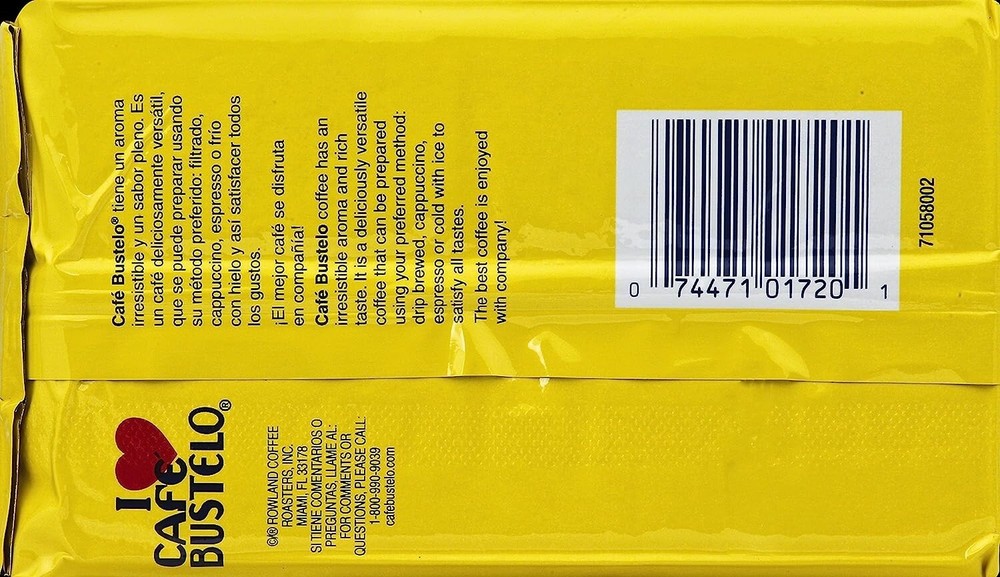 Café Bustelo® tiene un aroma
irresistible y un sabor pleno. Es
un café deliciosamente versátil,
que se puede preparar usando
su método preferido: filtrado,
cappuccino, espresso o frío
con hielo y así satisfacer todos
los gustos.
¡El mejor café se disfruta
en compañía!
Café Bustelo coffee has an
irresistible aroma and rich
taste. It is a deliciously versatile
coffee that can be prepared
using your preferred method:
drip brewed, cappuccino,
espresso or cold with ice to
satisfy all tastes.
The best coffee is enjoyed
with company!
0 74471 01720 1
71058002
I
CAFÉ
BUSTELO®
©® ROWLAND COFFEE
ROASTERS, INC.
MIAMI, FL 33178
SI TIENE COMENTARIOS O
PREGUNTAS, LLAME AL:
FOR COMMENTS OR
QUESTIONS, PLEASE CALL:
1-800-990-9039
cafebustelo.com